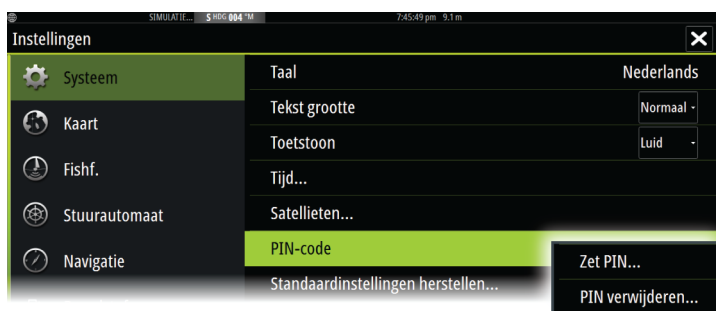 SIMULATIE... S HDG 004 °M 7:45:49 pm 9.1 m
Instellingen
Systeem
Kaart
Fishf.
Stuurautomaat
Navigatie
Taal Nederlands
Tekst grootte Normaal
Toetstoon Luid
Tijd...
Satellieten...
PIN-code
Standaardinstellingen herstellen...
Zet PIN...
PIN verwijderen...